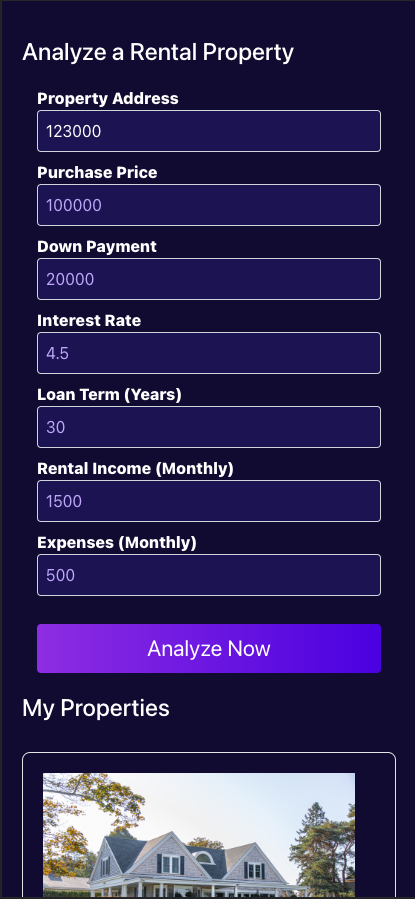 Analyze a Rental Property
Property Address
123000
Purchase Price
100000
Down Payment
20000
Interest Rate
4.5
Loan Term (Years)
30
Rental Income (Monthly)
1500
Expenses (Monthly)
500
Analyze Now
My Properties